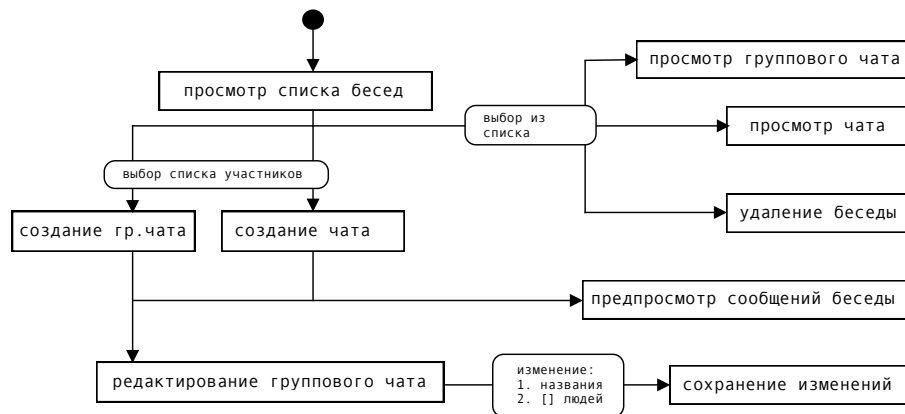 просмотр группового чата
просмотр списка бесед
выбор из
списка
просмотр чата
выбор списка участников
удаление беседы
создание гр.чата
создание чата
предпросмотр сообщений беседы
редактирование группового чата
изменение:
1. названия
2. [] людей
сохранение изменений